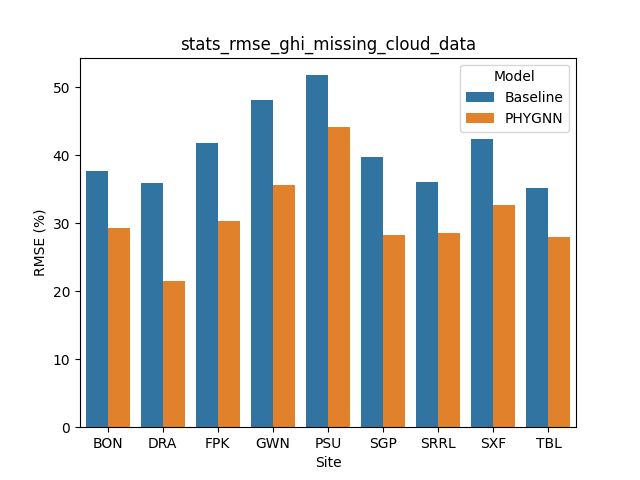 stats_rmse_ghi_missing_cloud_data
Model
Baseline
PHYGNN
RMSE (%)
50
40
30
20
10
0
BON DRA FPK GWN PSU SGP SRRL SXF TBL
Site